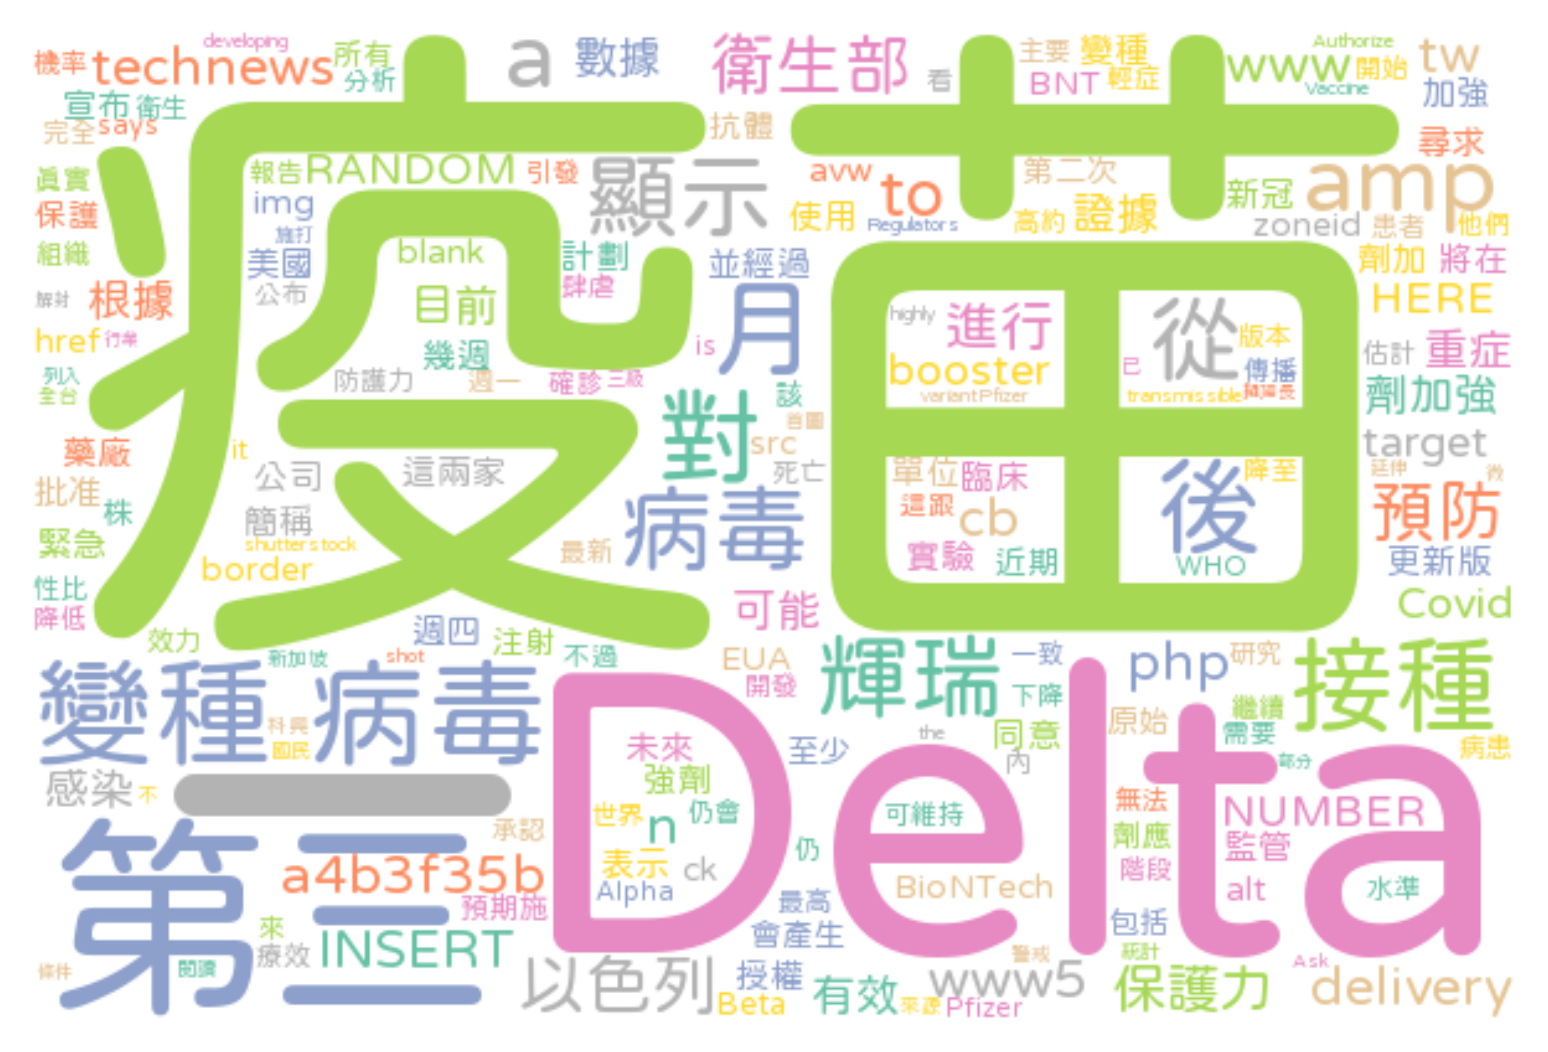 機率
technews
developing
所有
分析
a
數據
衛生部
看
主要
變種
BNT
輕症
www
Authorize
開始
Vaccine
tw
加強
宣布
衛生
完全
says
抗體
疫苗
尋求
眞實
保護
組織
報告
RANDOM
引發
顯示
img
施打
美國
公布
blank
計劃
肆虐
avw
to
使用
Regulators
第二次
高約
證據
新冠
amp
zoneid
患者
他們
並經過
劑加
將在
解封
根據
href
行業
列入
全台
目前
幾週
防護力
週一
確診
三級
is
月
highly
進行
booster
variantPfizer
從
版本
已
傳播
transmissible
HERE
估計
重症
劑加強
target
對
該
首圖
src
死亡
藥廠
批准
株
緊急
性比
降低
it
公司
這兩家
簡稱
shutterstock
border
最新
病毒
單位
臨床
這跟
cb
實驗
近期
後
降至
WHO
延伸
微
預防
更新版
Covid
可能
效力
新加坡
週四
shot
注射
不過
EUA
開發
輝瑞
一致
下降
php
研究
接種
變種
病毒
科興
國民
感染
不
一
Delta
未來
強劑
世界
n
仍會
表示
ck
Alpha
至少
the
同意
內
原始
繼續
需要
部分
病患
可維持
仍
BioNTech
無法
劑應
階段
包括
NUMBER
監管
alt
水準
第三
承認
a4b3f35b
預期施
來
療效
INSERT
條件
閱讀
以色列
最高
會產生
授權
Beta
有效
來源
Pfizer
警戒
www5
統計
保護力
Ask
delivery